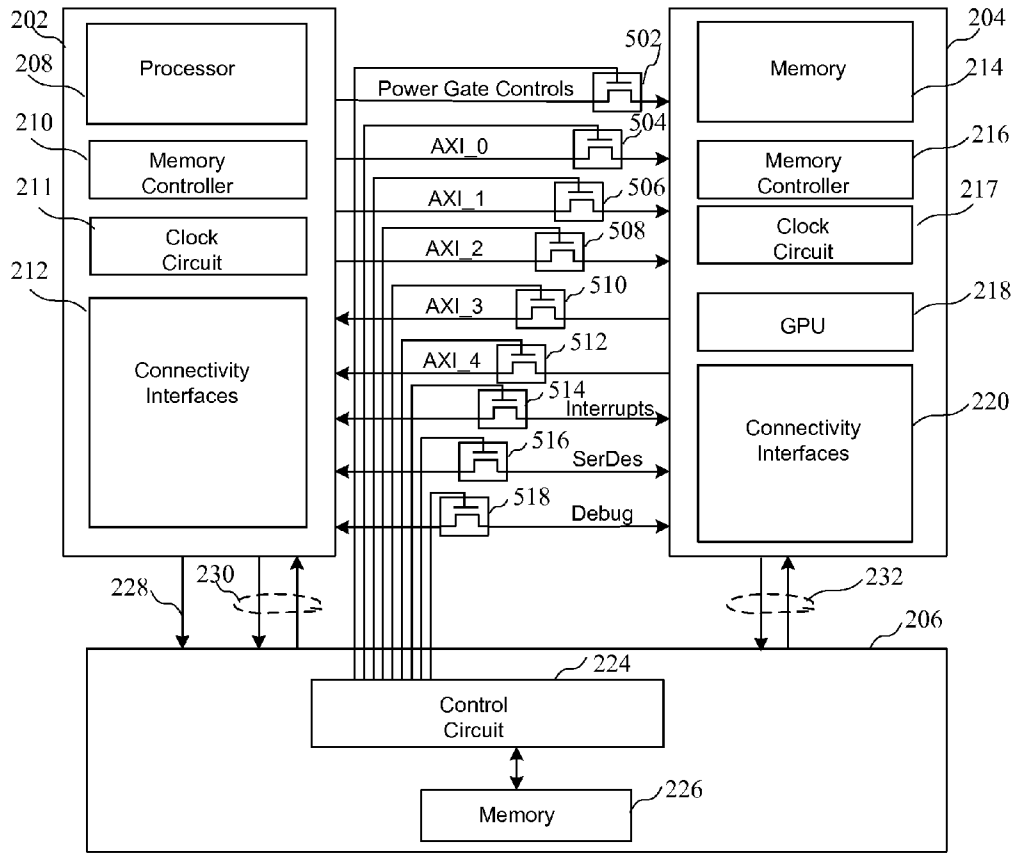 202
204
502
208
Processor
Power Gate Controls
Memory
214
504
210
AXI_0
216
Memory
Controller
Memory
Controller
211
AXI_1
506
217
Clock
Circuit
508
Clock
Circuit
AXI_2
212
510
218
AXI_3
GPU
512
AXI_4
Connectivity
Interfaces
514
Interrupts
220
516
Connectivity
Interfaces
SerDes
518
Debug
228
230
232
206
224
Control
Circuit
Memory
226